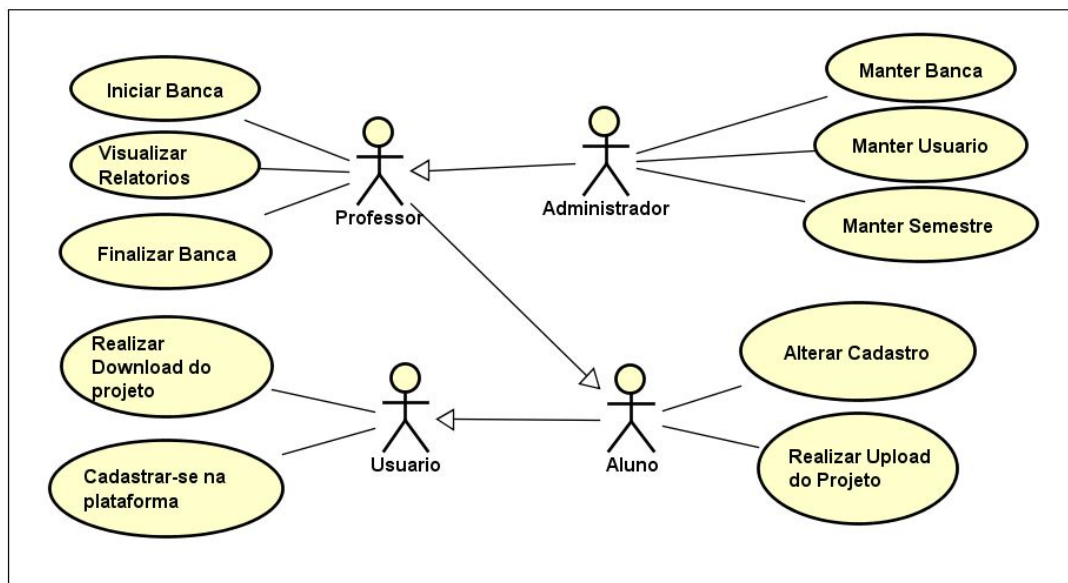 Iniciar Banca
Visualizar
Relatorios
Finalizar Banca
Professor
Administrador
Manter Banca
Manter Usuario
Manter Semestre
Realizar
Download do
projeto
Cadastrar-se na
plataforma
Usuario
Aluno
Alterar Cadastro
Realizar Upload
do Projeto